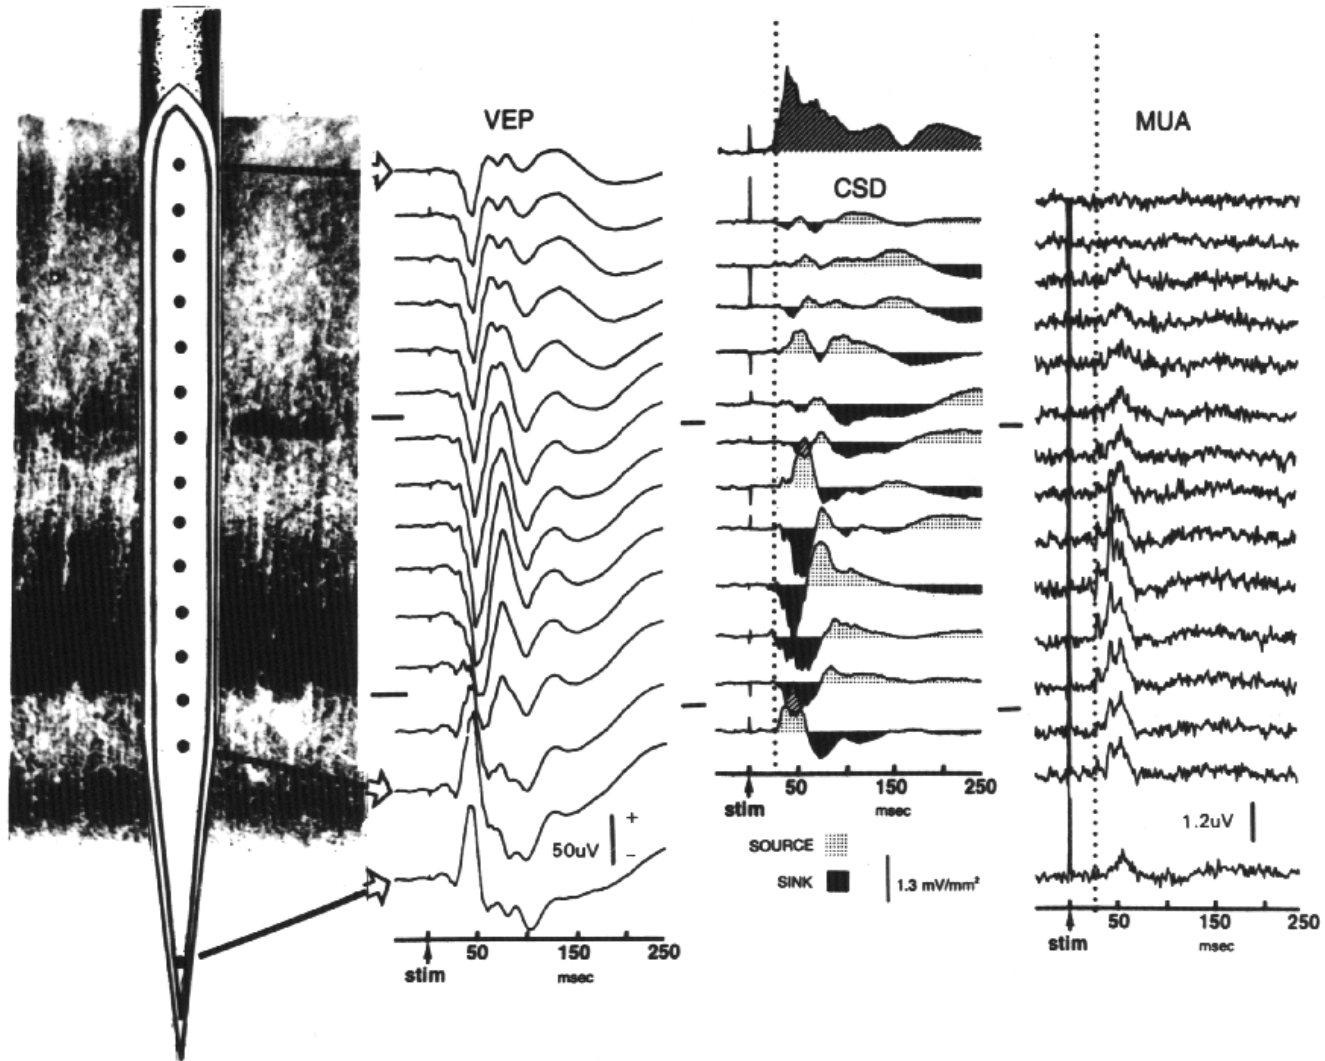 VEP
CSD
MUA
50uV
+
–
stim
50
150
250
msec
stim
50
150
250
msec
SOURCE
SINK
1.3 mV/mm²
1.2uV
stim
50
150
250
msec